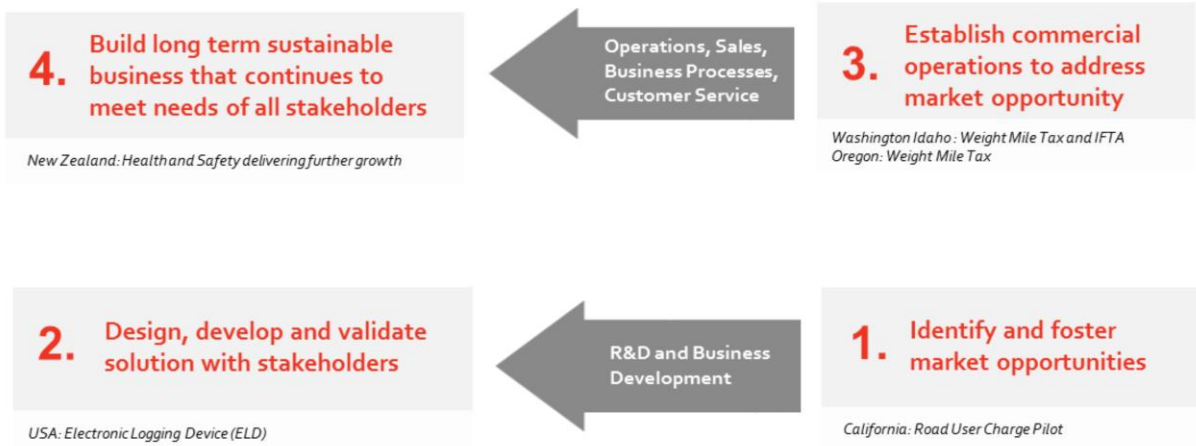 4.
Build long term sustainable
business that continues to
meet needs of all stakeholders
New Zealand: Health and Safety delivering further growth
Operations, Sales,
Business Processes,
Customer Service
3.
Establish commercial
operations to address
market opportunity
Washington Idaho : Weight Mile Tax and IFTA
Oregon: Weight Mile Tax
2.
Design, develop and validate
solution with stakeholders
USA: Electronic Logging Device (ELD)
R&D and Business
Development
1.
Identify and foster
market opportunities
California: Road User Charge Pilot